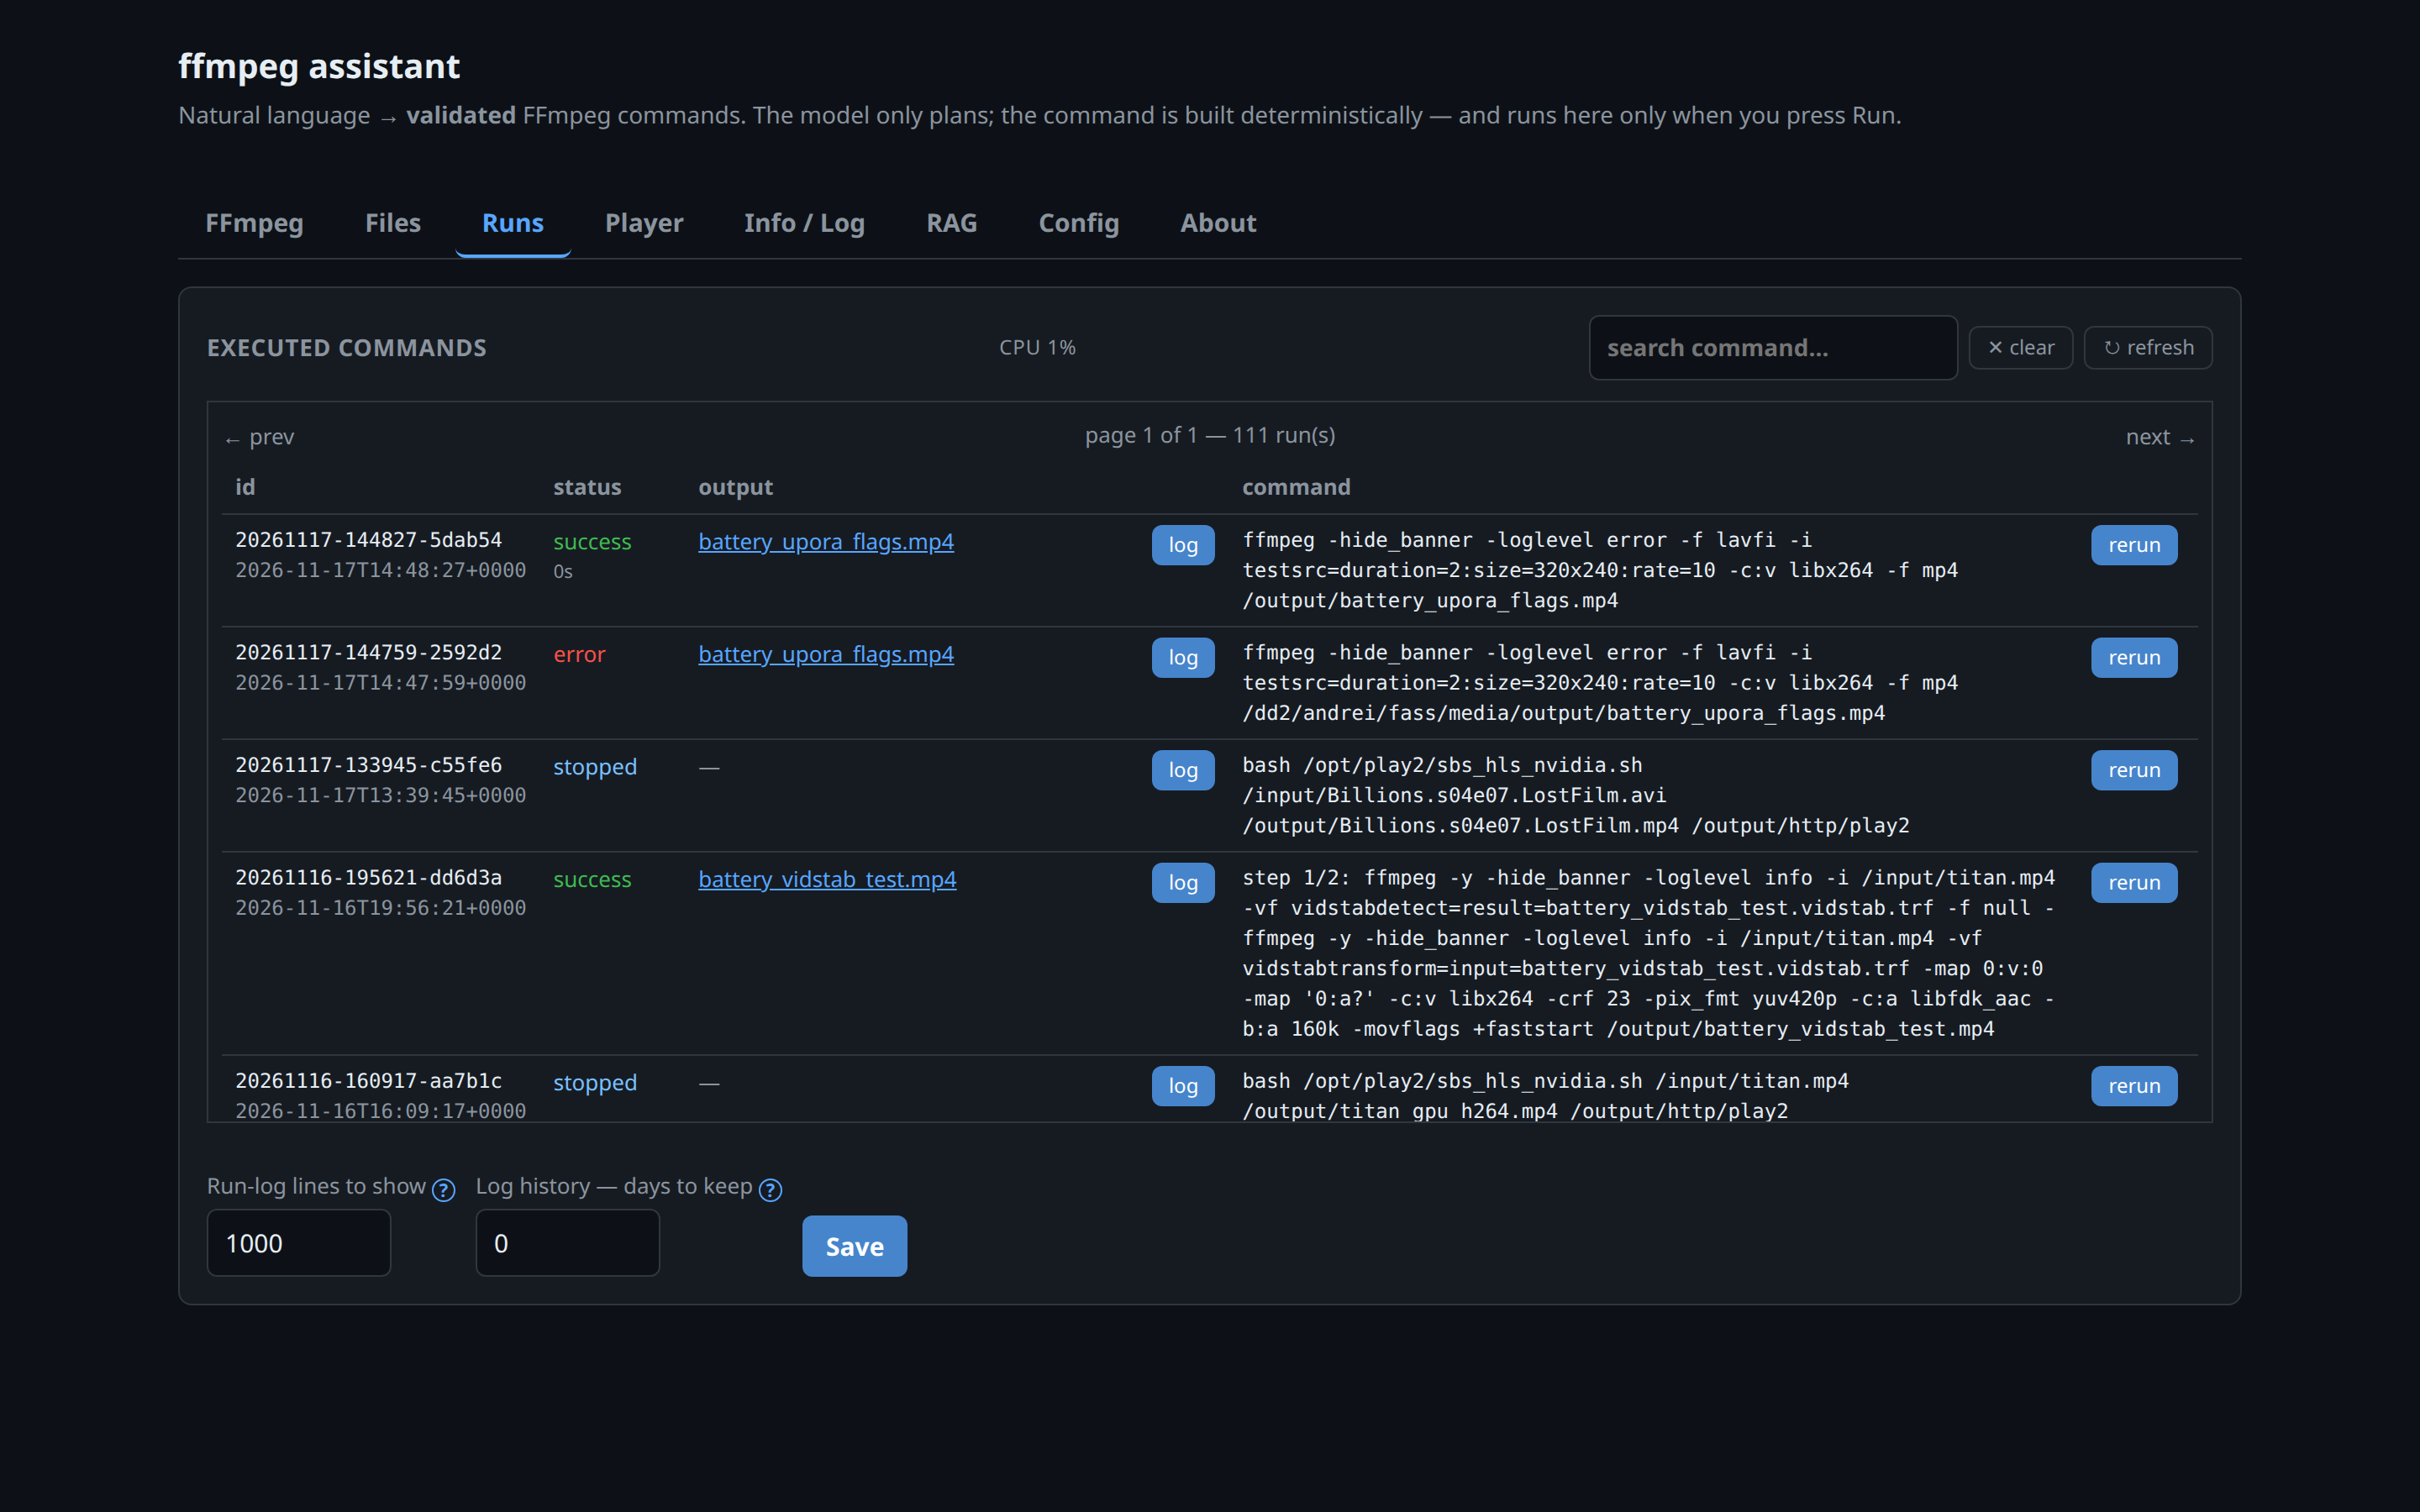 ffmpeg assistant
Natural language → validated FFmpeg commands. The model only plans; the command is built deterministically — and runs here only when you press Run.
FFmpeg Files Runs Player Info / Log RAG Config About
EXECUTED COMMANDS CPU 1% search command... ✕ clear ↻ refresh
← prev page 1 of 1 — 111 run(s) next →
id status output command
20261117-144827-5dab54 success battery_upora_flags.mp4 log ffmpeg -hide_banner -loglevel error -f lavfi -i rerun
2026-11-17T14:48:27+0000 0s testsrc=duration=2:size=320x240:rate=10 -c:v libx264 -f mp4
/output/battery_upora_flags.mp4
20261117-144759-2592d2 error battery_upora_flags.mp4 log ffmpeg -hide_banner -loglevel error -f lavfi -i rerun
2026-11-17T14:47:59+0000 testsrc=duration=2:size=320x240:rate=10 -c:v libx264 -f mp4
/dd2/andrei/fass/media/output/battery_upora_flags.mp4
20261117-133945-c55fe6 stopped — log bash /opt/play2/sbs_hls_nvidia.sh rerun
2026-11-17T13:39:45+0000 /input/Billions.s04e07.LostFilm.avi
/output/Billions.s04e07.LostFilm.mp4 /output/http/play2
20261116-195621-dd6d3a success battery_vidstab_test.mp4 log step 1/2: ffmpeg -y -hide_banner -loglevel info -i /input/titan.mp4 rerun
2026-11-16T19:56:21+0000 -vf vidstabdetect=result=battery_vidstab_test.vidstab.trf -f null -
ffmpeg -y -hide_banner -loglevel info -i /input/titan.mp4 -vf
vidstabtransform=input=battery_vidstab_test.vidstab.trf -map 0:v:0
-map '0:a?' -c:v libx264 -crf 23 -pix_fmt yuv420p -c:a libfdk_aac -
b:a 160k -movflags +faststart /output/battery_vidstab_test.mp4
20261116-160917-aa7b1c stopped — log bash /opt/play2/sbs_hls_nvidia.sh /input/titan.mp4 rerun
2026-11-16T16:09:17+0000 /output/titan_gpu_h264.mp4 /output/http/play2
Run-log lines to show ? Log history — days to keep ?
1000 0 Save